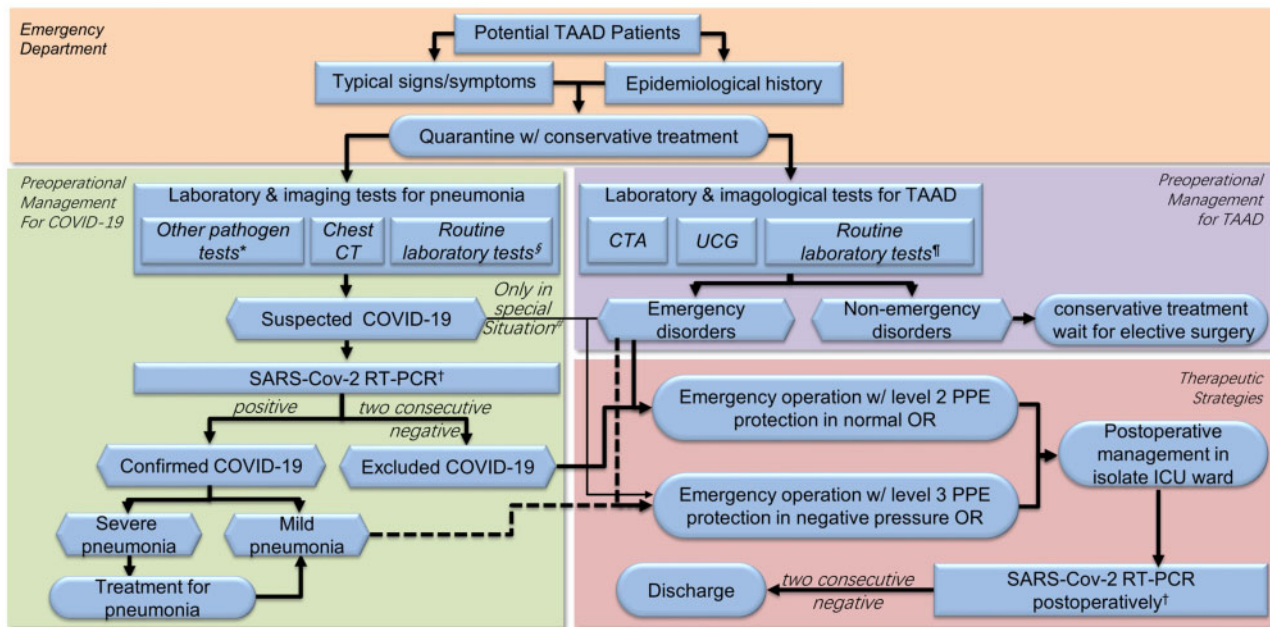 Emergency
Department
Potential TAAD Patients
Typical signs/symptoms
Epidemiological history
Quarantine w/ conservative treatment
Preoperational
Management
For COVID-19
Laboratory & imaging tests for pneumonia
Other pathogen
tests*
Chest
CT
Routine
laboratory tests§
Suspected COVID-19
Only in
special
Situation#
SARS-Cov-2 RT-PCR†
positive
two consecutive
negative
Confirmed COVID-19
Excluded COVID-19
Severe
pneumonia
Mild
pneumonia
Treatment for
pneumonia
Preoperational
Management
for TAAD
Laboratory & imagological tests for TAAD
CTA
UCG
Routine
laboratory tests¶
Emergency
disorders
Non-emergency
disorders
conservative treatment
wait for elective surgery
Therapeutic
Strategies
Emergency operation w/ level 2 PPE
protection in normal OR
Emergency operation w/ level 3 PPE
protection in negative pressure OR
Postoperative
management in
isolate ICU ward
SARS-Cov-2 RT-PCR
postoperatively†
two consecutive
negative
Discharge